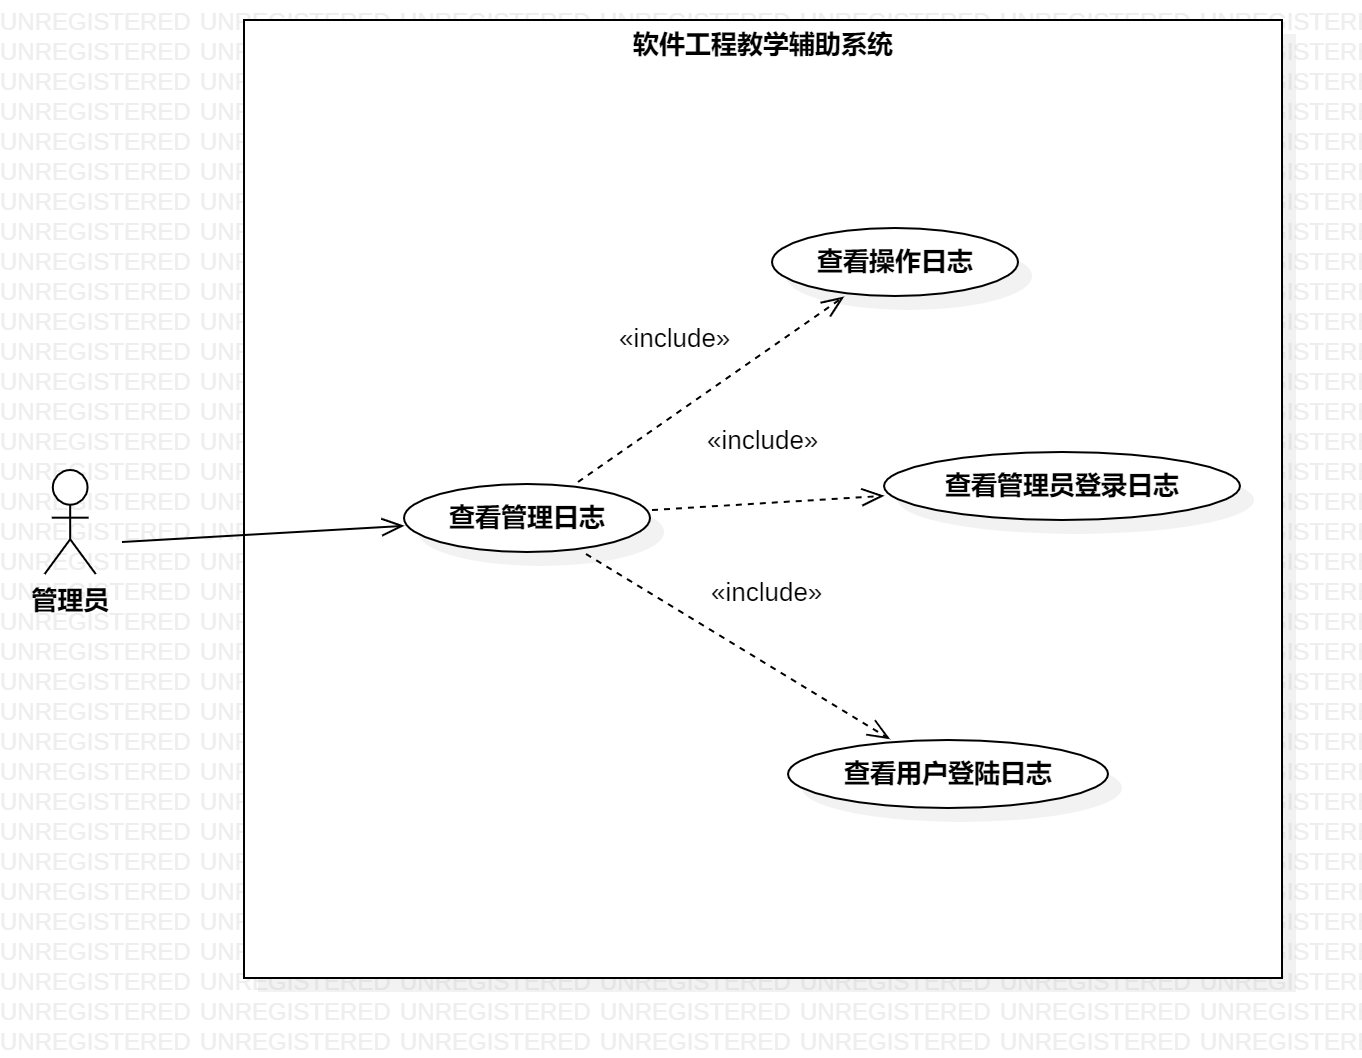 软件工程教学辅助系统
查看操作日志
«include»
«include»
查看管理员登录日志
查看管理日志
管理员
«include»
查看用户登陆日志
UNREGISTERED